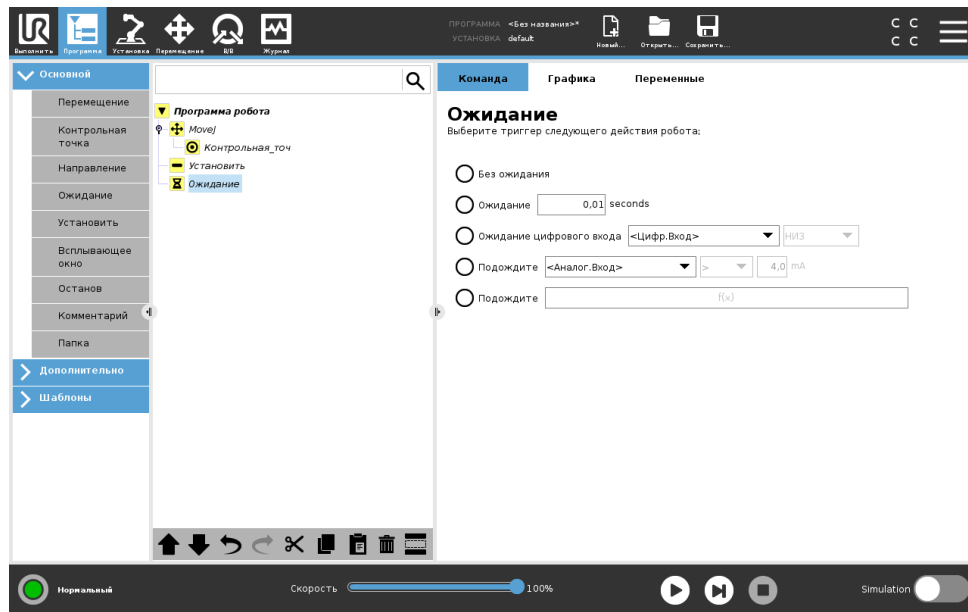 UR
ПРОГРАММА <Без названия>*
УСТАНОВКА default
Выполнить Программа Установка Перемещение В/В Журнал
Новый... Открыть... Сохранить...
C C
C C
Основной
Перемещение
Контрольная
точка
Направление
Ожидание
Установить
Всплывающее
окно
Останов
Комментарий
Папка
Дополнительно
Шаблоны
Программа робота
MoveJ
Контрольная_точ
Установить
Ожидание
Команда Графика Переменные
Ожидание
Выберите триггер следующего действия робота:
Без ожидания
Ожидание 0,01 seconds
Ожидание цифрового входа <Цифр.Вход> НИЗ
Подождите <Аналог.Вход> > 4,0 mA
Подождите f(x)
Нормальный
Скорость 100%
Simulation